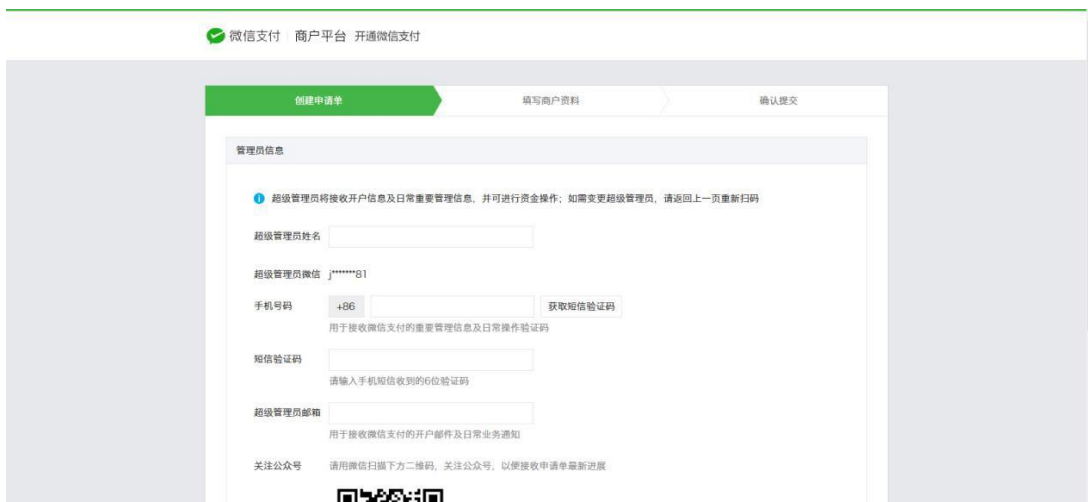 微信支付 商户平台 开通微信支付
创建申请单 填写商户资料 确认提交
管理员信息
超级管理员将接收开户信息及日常重要管理信息，并可进行资金操作；如需变更超级管理员，请返回上一页重新扫码
超级管理员姓名
超级管理员微信 j*******81
手机号码 +86 获取短信验证码
用于接收微信支付的重要管理信息及日常操作验证码
短信验证码
请输入手机短信收到的6位验证码
超级管理员邮箱
用于接收微信支付的开户邮件及日常业务通知
关注公众号 请用微信扫描下方二维码，关注公众号，以便接收申请单最新进展